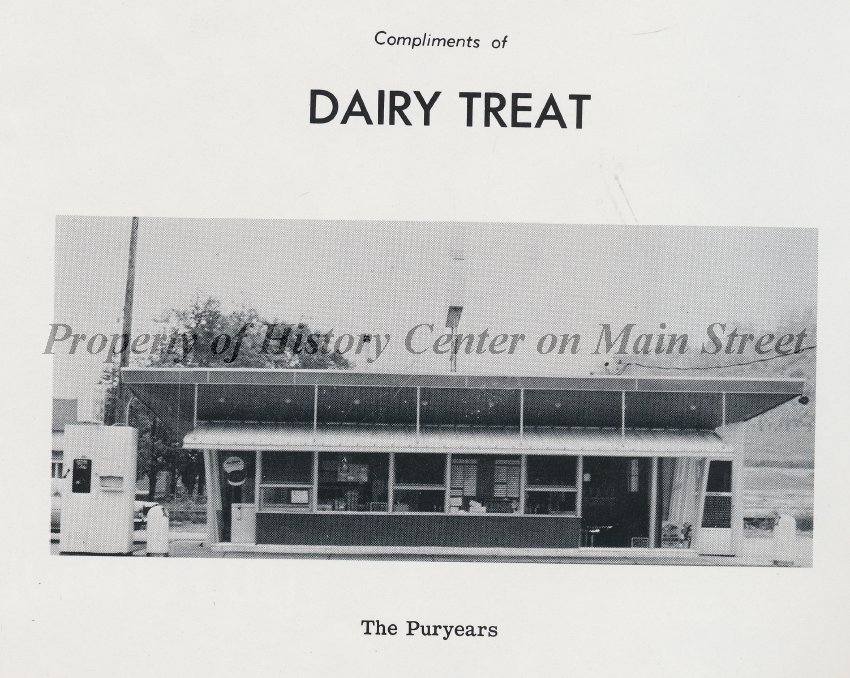 Compliments of
DAIRY TREAT
Property of History Center on Main Street
The Puryears